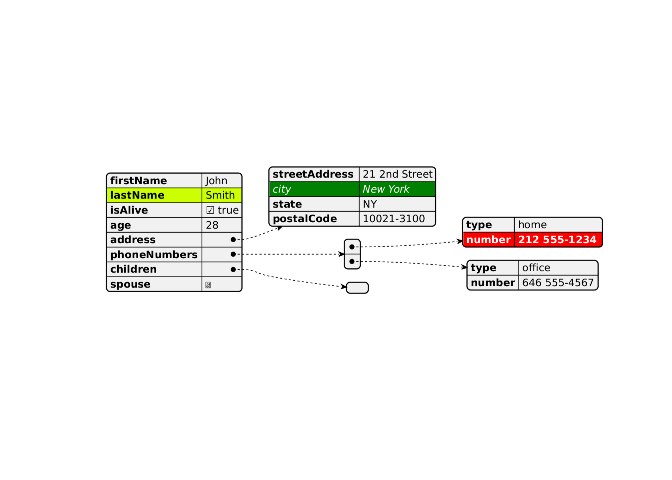 firstName John
lastName Smith
isAlive ☑ true
age 28
address
phoneNumbers
children
spouse
streetAddress 21 2nd Street
city New York
state NY
postalCode 10021-3100
type home
number 212 555-1234
type office
number 646 555-4567